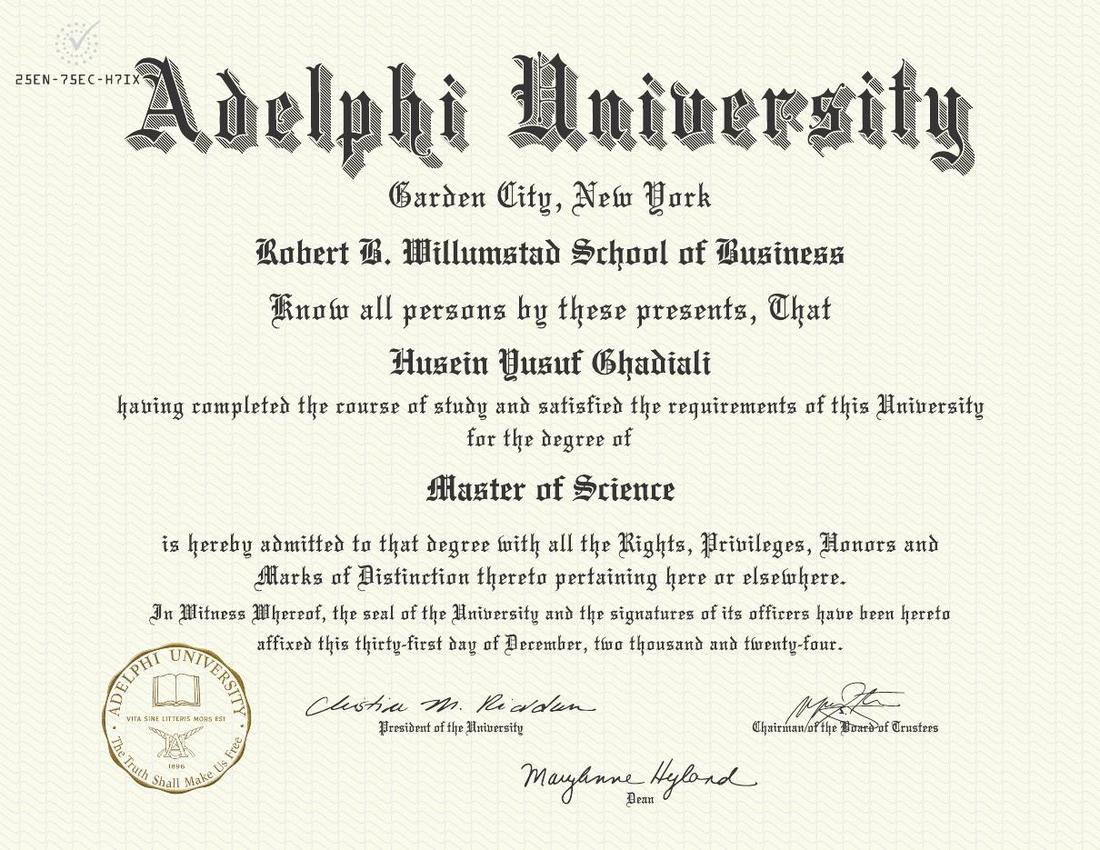 25EN-75EC-H7IX
Adelphi University
Garden City, New York
Robert B. Willumstad School of Business
Know all persons by these presents, That
Husein Yusuf Ghadiali
having completed the course of study and satisfied the requirements of this University
for the degree of
Master of Science
is hereby admitted to that degree with all the Rights, Privileges, Honors and
Marks of Distinction thereto pertaining here or elsewhere.
In Witness Whereof, the seal of the University and the signatures of its officers have been hereto
affixed this thirty-first day of December, two thousand and twenty-four.
ADELPHI UNIVERSITY
VITA SINE LITTERIS MORS EST
A
1896
The Truth Shall Make Us Free
Christine M. Riordan
President of the University
Chairman of the Board of Trustees
MaryAnne Hyland
Dean